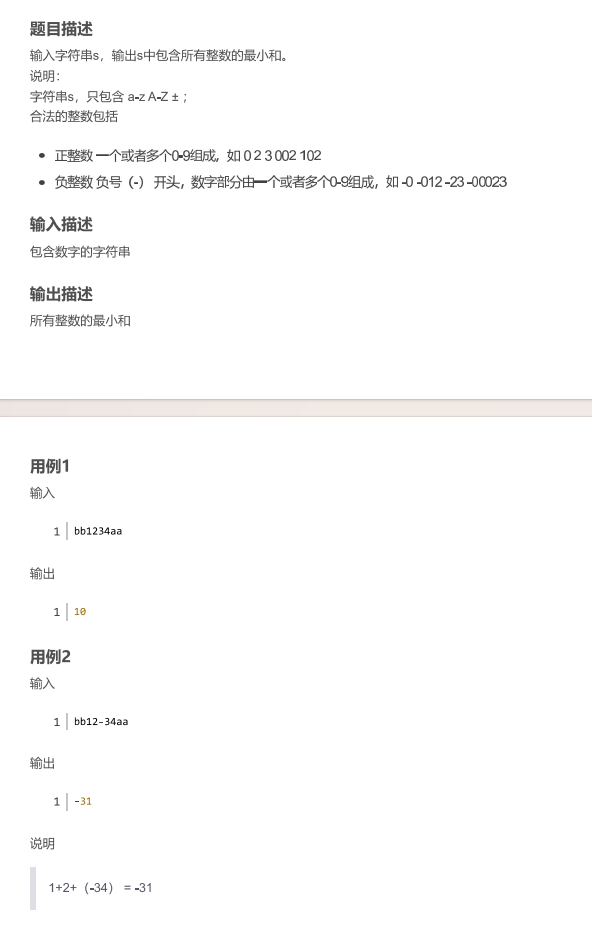 题目描述
输入字符串s，输出s中包含所有整数的最小和。
说明：
字符串s，只包含 a-z A-Z ± ；
合法的整数包括
• 正整数 一个或者多个0-9组成，如 0 2 3 002 102
• 负整数 负号（-） 开头，数字部分由一个或者多个0-9组成，如 -0 -012 -23 -00023
输入描述
包含数字的字符串
输出描述
所有整数的最小和
用例1
输入
1 bb1234aa
输出
1 10
用例2
输入
1 bb12-34aa
输出
1 -31
说明
1+2+（-34） = -31